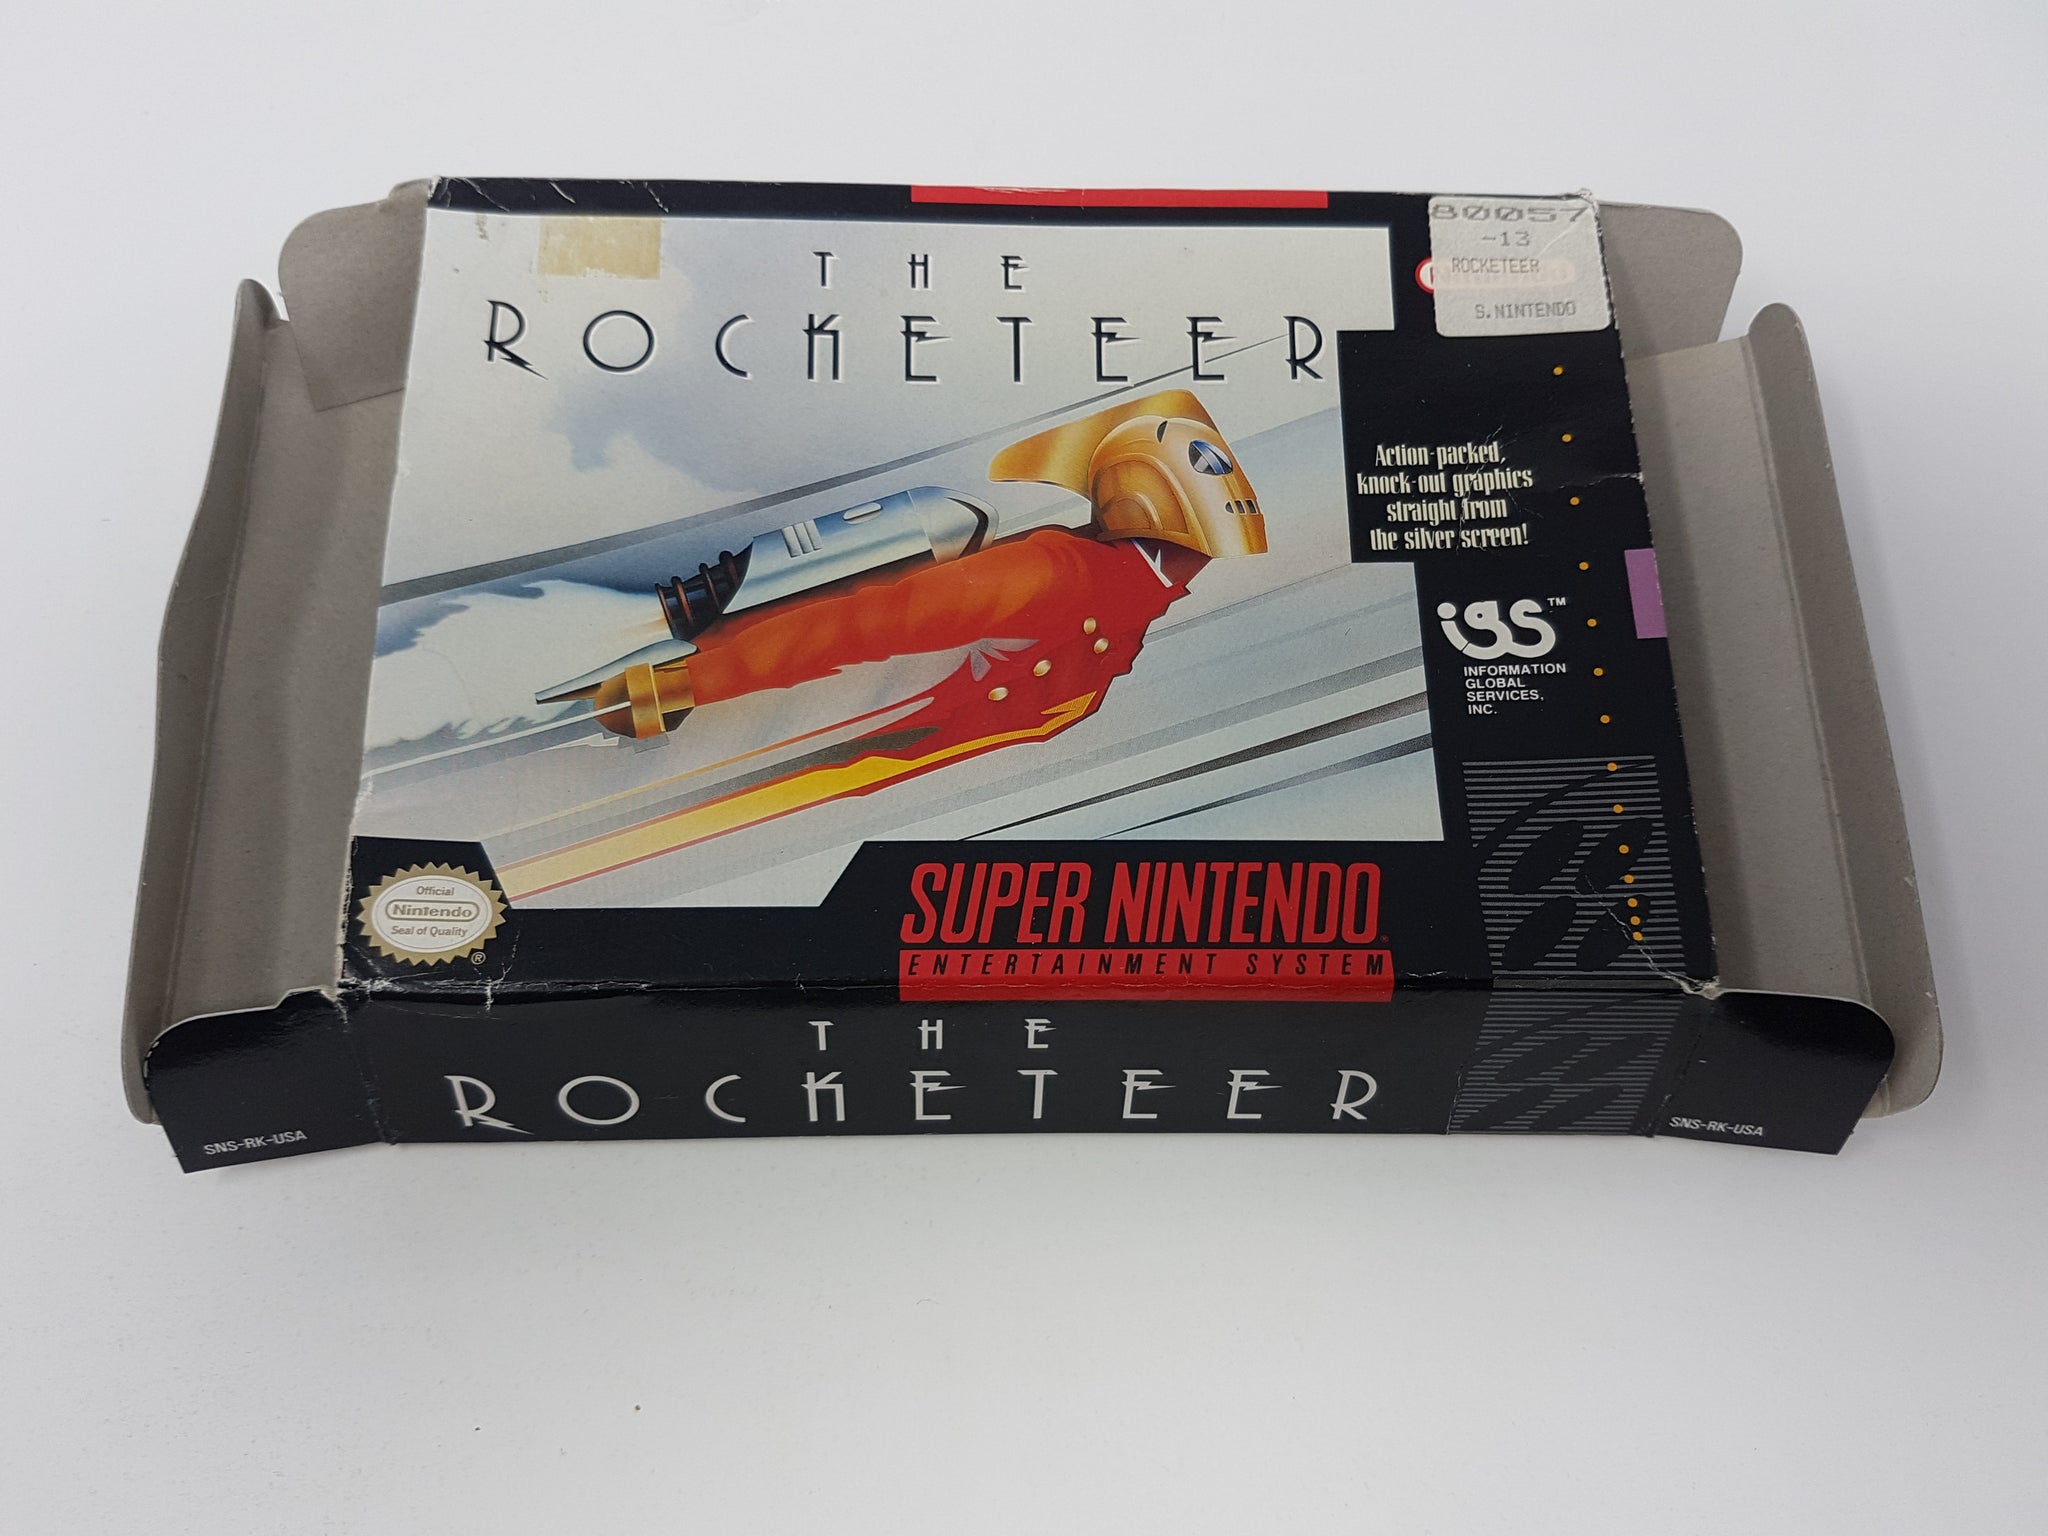 80057
-13
ROCKETEER
S.NINTENDO
THE
ROCKETEER
Action-packed,
knock-out graphics
straight from
the silver screen!
igs™
INFORMATION
GLOBAL
SERVICES,
INC.
Official
Nintendo
Seal of Quality
®
SUPER NINTENDO®
ENTERTAINMENT SYSTEM
THE
ROCKETEER
SNS-RK-USA
SNS-RK-USA